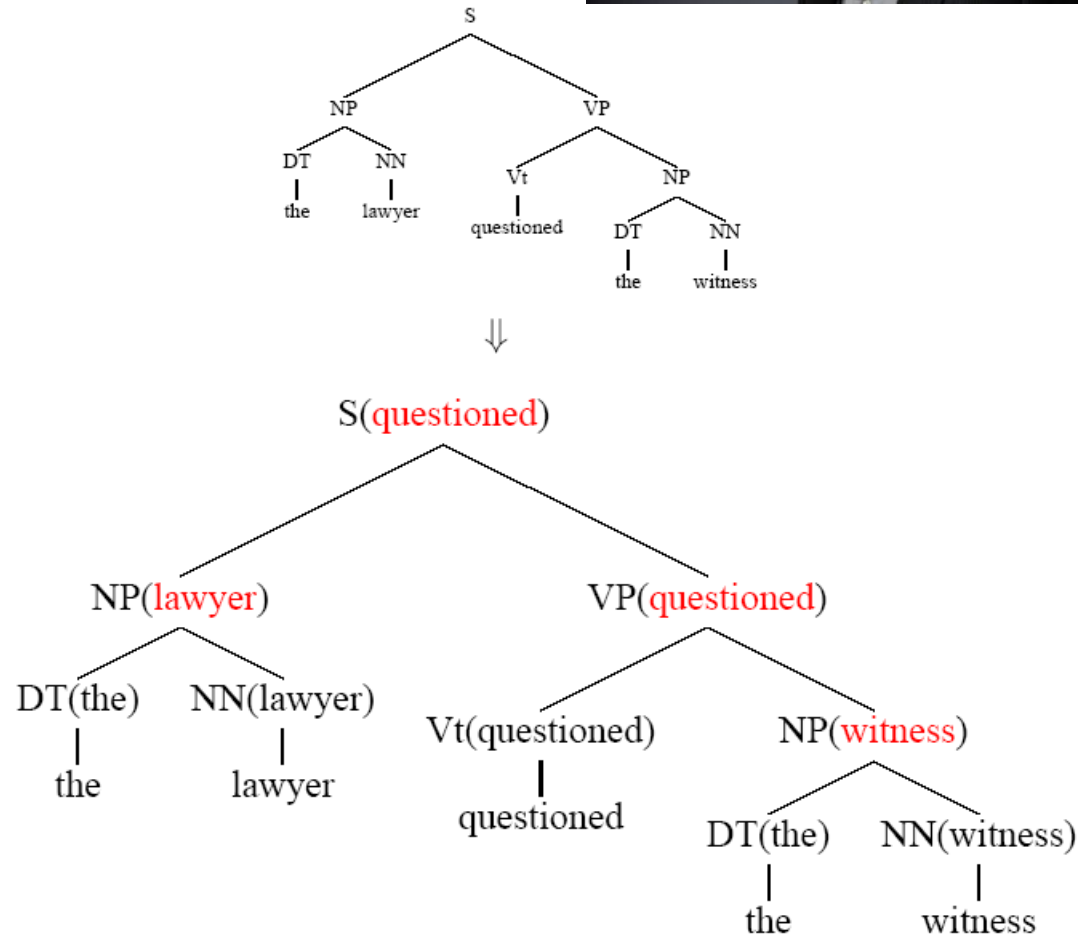 S
NP VP
DT NN Vt NP
the lawyer questioned DT NN
the witness
⇓
S(questioned)
NP(lawyer) VP(questioned)
DT(the) NN(lawyer) Vt(questioned) NP(witness)
the lawyer questioned DT(the) NN(witness)
the witness